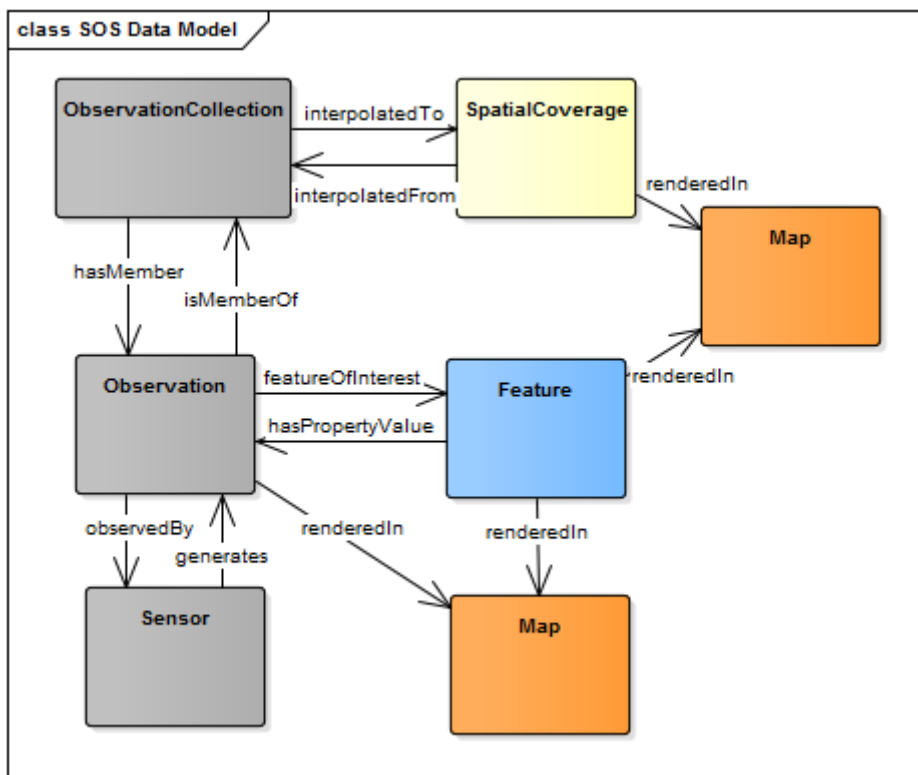 class SOS Data Model
ObservationCollection
interpolatedTo
SpatialCoverage
interpolatedFrom
renderedIn
Map
hasMember
isMemberOf
renderedIn
Observation
featureOfInterest
Feature
hasPropertyValue
observedBy
generates
renderedIn
renderedIn
Sensor
Map